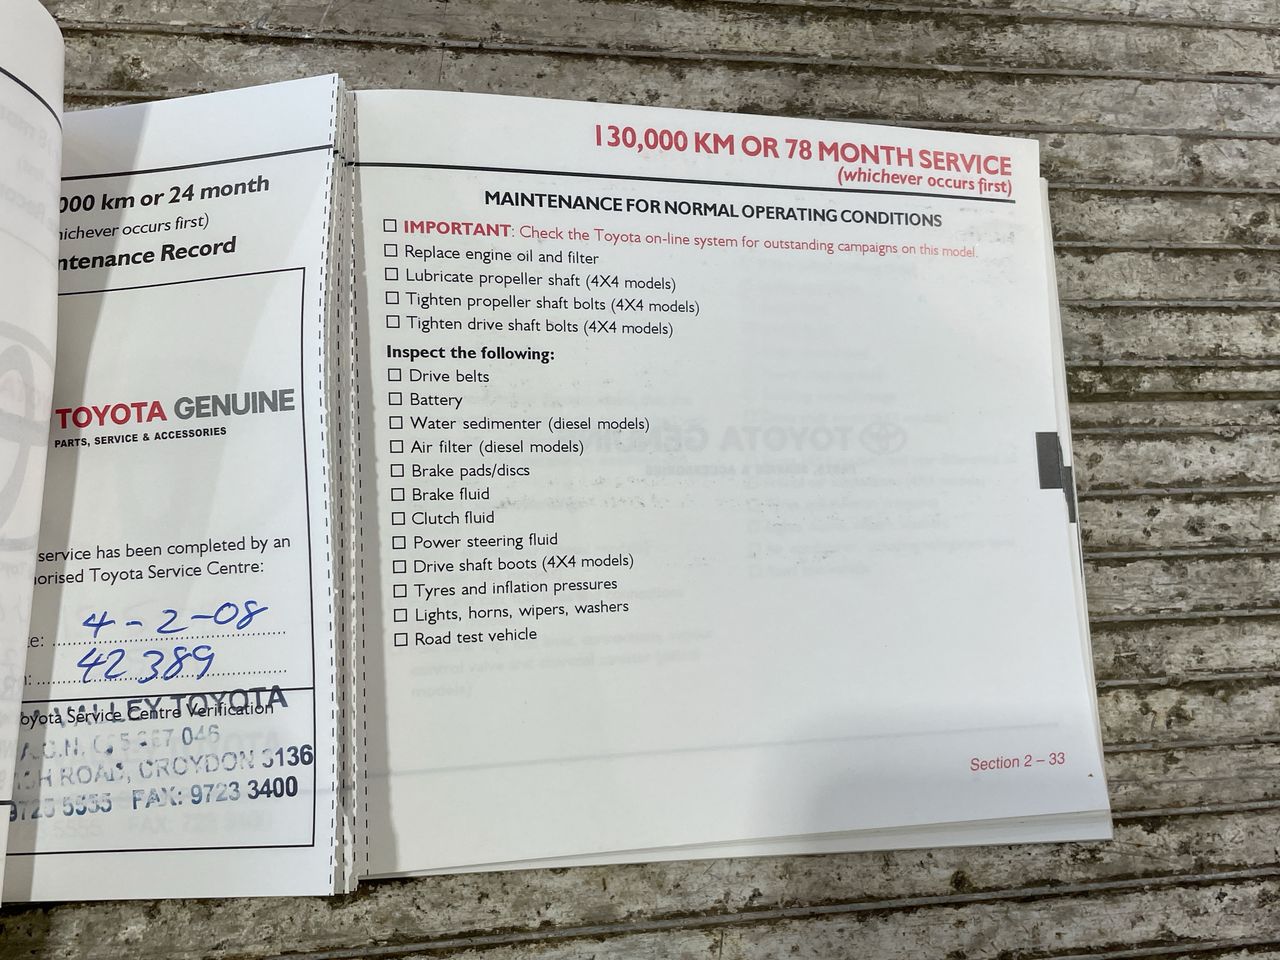 000 km or 24 month
hichever occurs first)
ntenance Record
TOYOTA GENUINE
PARTS, SERVICE & ACCESSORIES
service has been completed by an
orised Toyota Service Centre:
te: 4-2-08
: 42389
VALLEY TOYOTA
oyota Service Centre Verification
ROAD, CROYDON 3136
5555 FAX: 9723 3400
130,000 KM OR 78 MONTH SERVICE
(whichever occurs first)
MAINTENANCE FOR NORMAL OPERATING CONDITIONS
☐ IMPORTANT: Check the Toyota on-line system for outstanding campaigns on this model.
☐ Replace engine oil and filter
☐ Lubricate propeller shaft (4X4 models)
☐ Tighten propeller shaft bolts (4X4 models)
☐ Tighten drive shaft bolts (4X4 models)
Inspect the following:
☐ Drive belts
☐ Battery
☐ Water sedimenter (diesel models)
☐ Air filter (diesel models)
☐ Brake pads/discs
☐ Brake fluid
☐ Clutch fluid
☐ Power steering fluid
☐ Drive shaft boots (4X4 models)
☐ Tyres and inflation pressures
☐ Lights, horns, wipers, washers
☐ Road test vehicle
Section 2 – 33